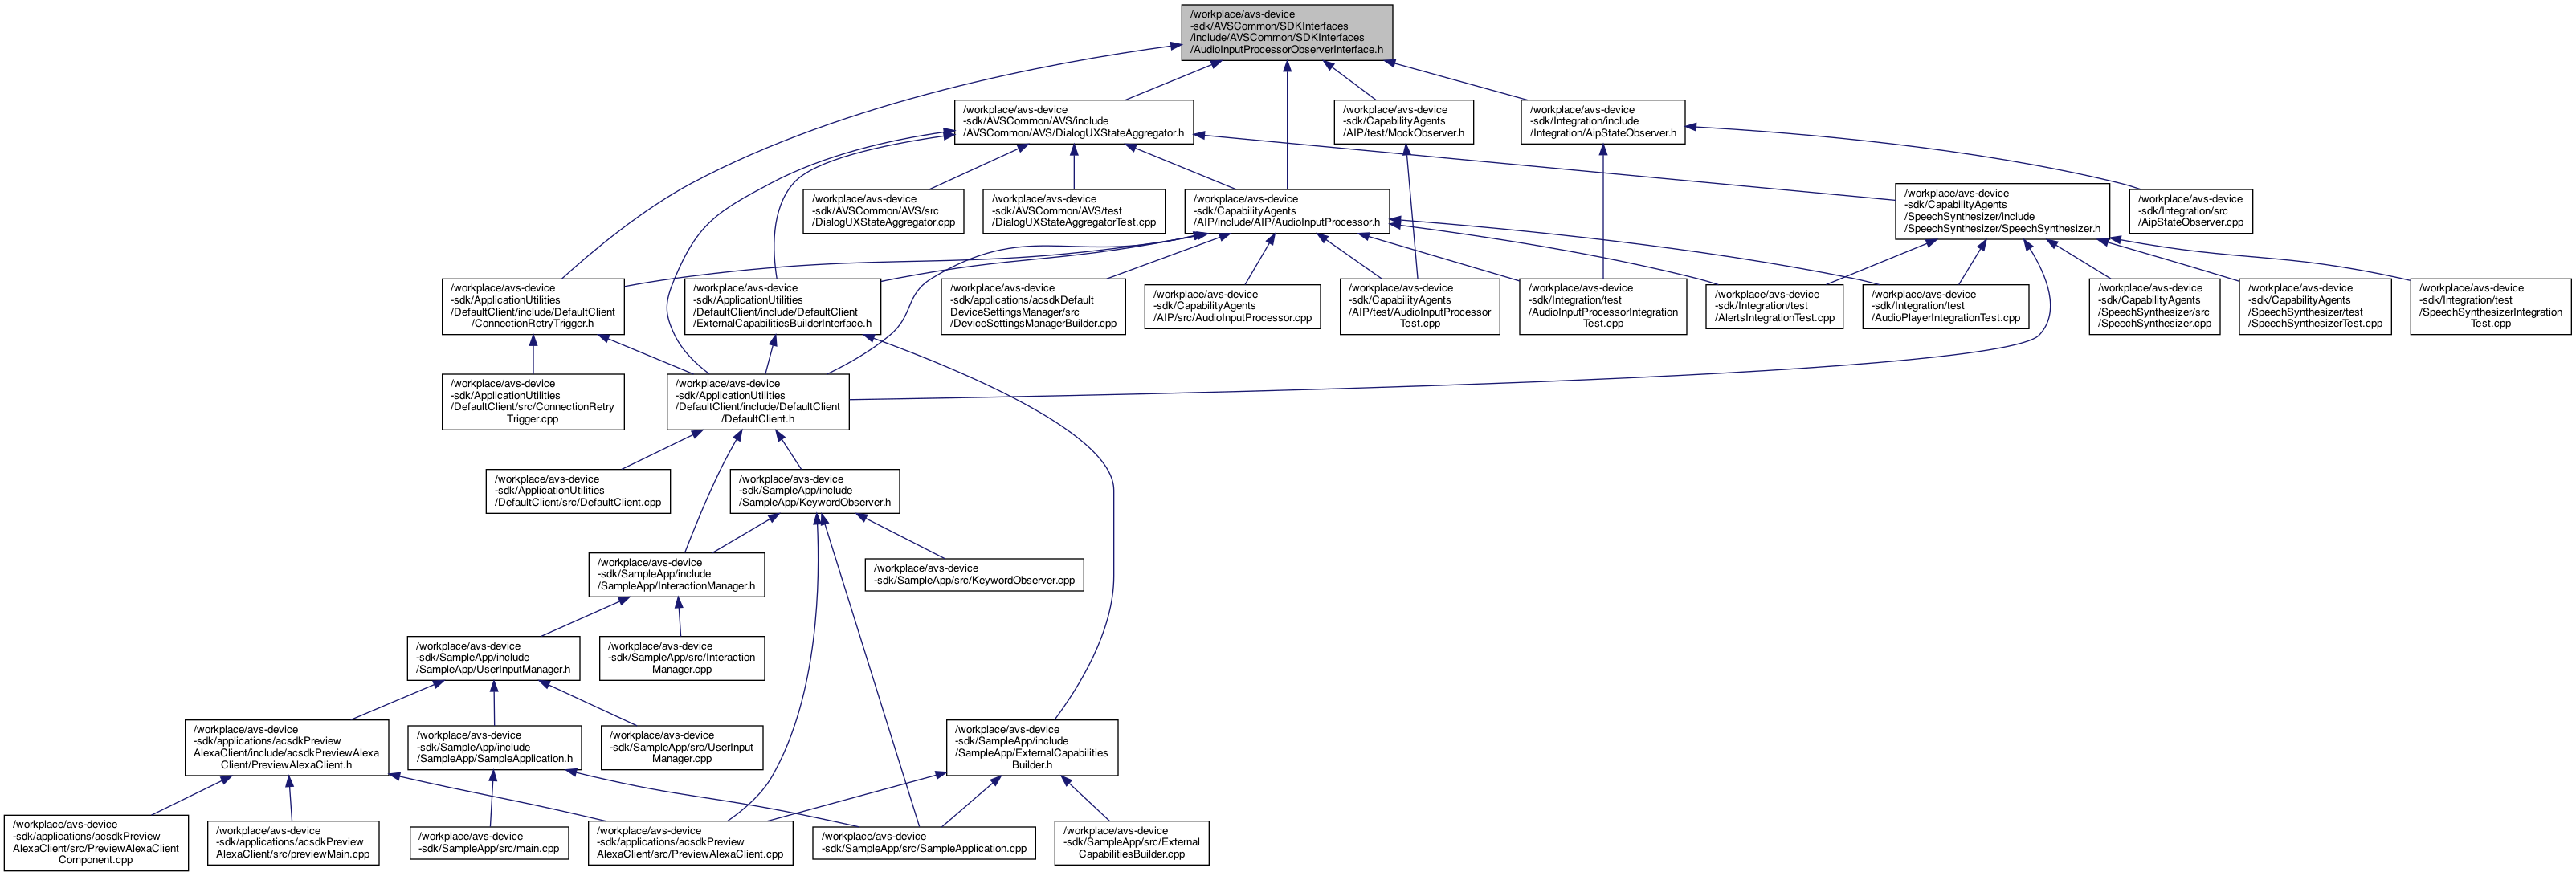 /workplace/avs-device
-sdk/AVSCommon/SDKInterfaces
/include/AVSCommon/SDKInterfaces
/AudioInputProcessorObserverInterface.h
/workplace/avs-device
-sdk/AVSCommon/AVS/include
/AVSCommon/AVS/DialogUXStateAggregator.h
/workplace/avs-device
-sdk/CapabilityAgents
/AIP/test/MockObserver.h
/workplace/avs-device
-sdk/Integration/include
/Integration/AipStateObserver.h
/workplace/avs-device
-sdk/AVSCommon/AVS/src
/DialogUXStateAggregator.cpp
/workplace/avs-device
-sdk/AVSCommon/AVS/test
/DialogUXStateAggregatorTest.cpp
/workplace/avs-device
-sdk/CapabilityAgents
/AIP/include/AIP/AudioInputProcessor.h
/workplace/avs-device
-sdk/CapabilityAgents
/SpeechSynthesizer/include
/SpeechSynthesizer/SpeechSynthesizer.h
/workplace/avs-device
-sdk/Integration/src
/AipStateObserver.cpp
/workplace/avs-device
-sdk/ApplicationUtilities
/DefaultClient/include/DefaultClient
/ConnectionRetryTrigger.h
/workplace/avs-device
-sdk/ApplicationUtilities
/DefaultClient/include/DefaultClient
/ExternalCapabilitiesBuilderInterface.h
/workplace/avs-device
-sdk/applications/acsdkDefault
DeviceSettingsManager/src
/DeviceSettingsManagerBuilder.cpp
/workplace/avs-device
-sdk/CapabilityAgents
/AIP/src/AudioInputProcessor.cpp
/workplace/avs-device
-sdk/CapabilityAgents
/AIP/test/AudioInputProcessor
Test.cpp
/workplace/avs-device
-sdk/Integration/test
/AudioInputProcessorIntegration
Test.cpp
/workplace/avs-device
-sdk/Integration/test
/AlertsIntegrationTest.cpp
/workplace/avs-device
-sdk/Integration/test
/AudioPlayerIntegrationTest.cpp
/workplace/avs-device
-sdk/CapabilityAgents
/SpeechSynthesizer/src
/SpeechSynthesizer.cpp
/workplace/avs-device
-sdk/CapabilityAgents
/SpeechSynthesizer/test
/SpeechSynthesizerTest.cpp
/workplace/avs-device
-sdk/Integration/test
/SpeechSynthesizerIntegration
Test.cpp
/workplace/avs-device
-sdk/ApplicationUtilities
/DefaultClient/src/ConnectionRetry
Trigger.cpp
/workplace/avs-device
-sdk/ApplicationUtilities
/DefaultClient/include/DefaultClient
/DefaultClient.h
/workplace/avs-device
-sdk/ApplicationUtilities
/DefaultClient/src/DefaultClient.cpp
/workplace/avs-device
-sdk/SampleApp/include
/SampleApp/KeywordObserver.h
/workplace/avs-device
-sdk/SampleApp/include
/SampleApp/InteractionManager.h
/workplace/avs-device
-sdk/SampleApp/src/KeywordObserver.cpp
/workplace/avs-device
-sdk/SampleApp/include
/SampleApp/UserInputManager.h
/workplace/avs-device
-sdk/SampleApp/src/Interaction
Manager.cpp
/workplace/avs-device
-sdk/applications/acsdkPreview
AlexaClient/include/acsdkPreviewAlexa
Client/PreviewAlexaClient.h
/workplace/avs-device
-sdk/SampleApp/include
/SampleApp/SampleApplication.h
/workplace/avs-device
-sdk/SampleApp/src/UserInput
Manager.cpp
/workplace/avs-device
-sdk/SampleApp/include
/SampleApp/ExternalCapabilities
Builder.h
/workplace/avs-device
-sdk/applications/acsdkPreview
AlexaClient/src/PreviewAlexaClient
Component.cpp
/workplace/avs-device
-sdk/applications/acsdkPreview
AlexaClient/src/previewMain.cpp
/workplace/avs-device
-sdk/SampleApp/src/main.cpp
/workplace/avs-device
-sdk/applications/acsdkPreview
AlexaClient/src/PreviewAlexaClient.cpp
/workplace/avs-device
-sdk/SampleApp/src/SampleApplication.cpp
/workplace/avs-device
-sdk/SampleApp/src/External
CapabilitiesBuilder.cpp